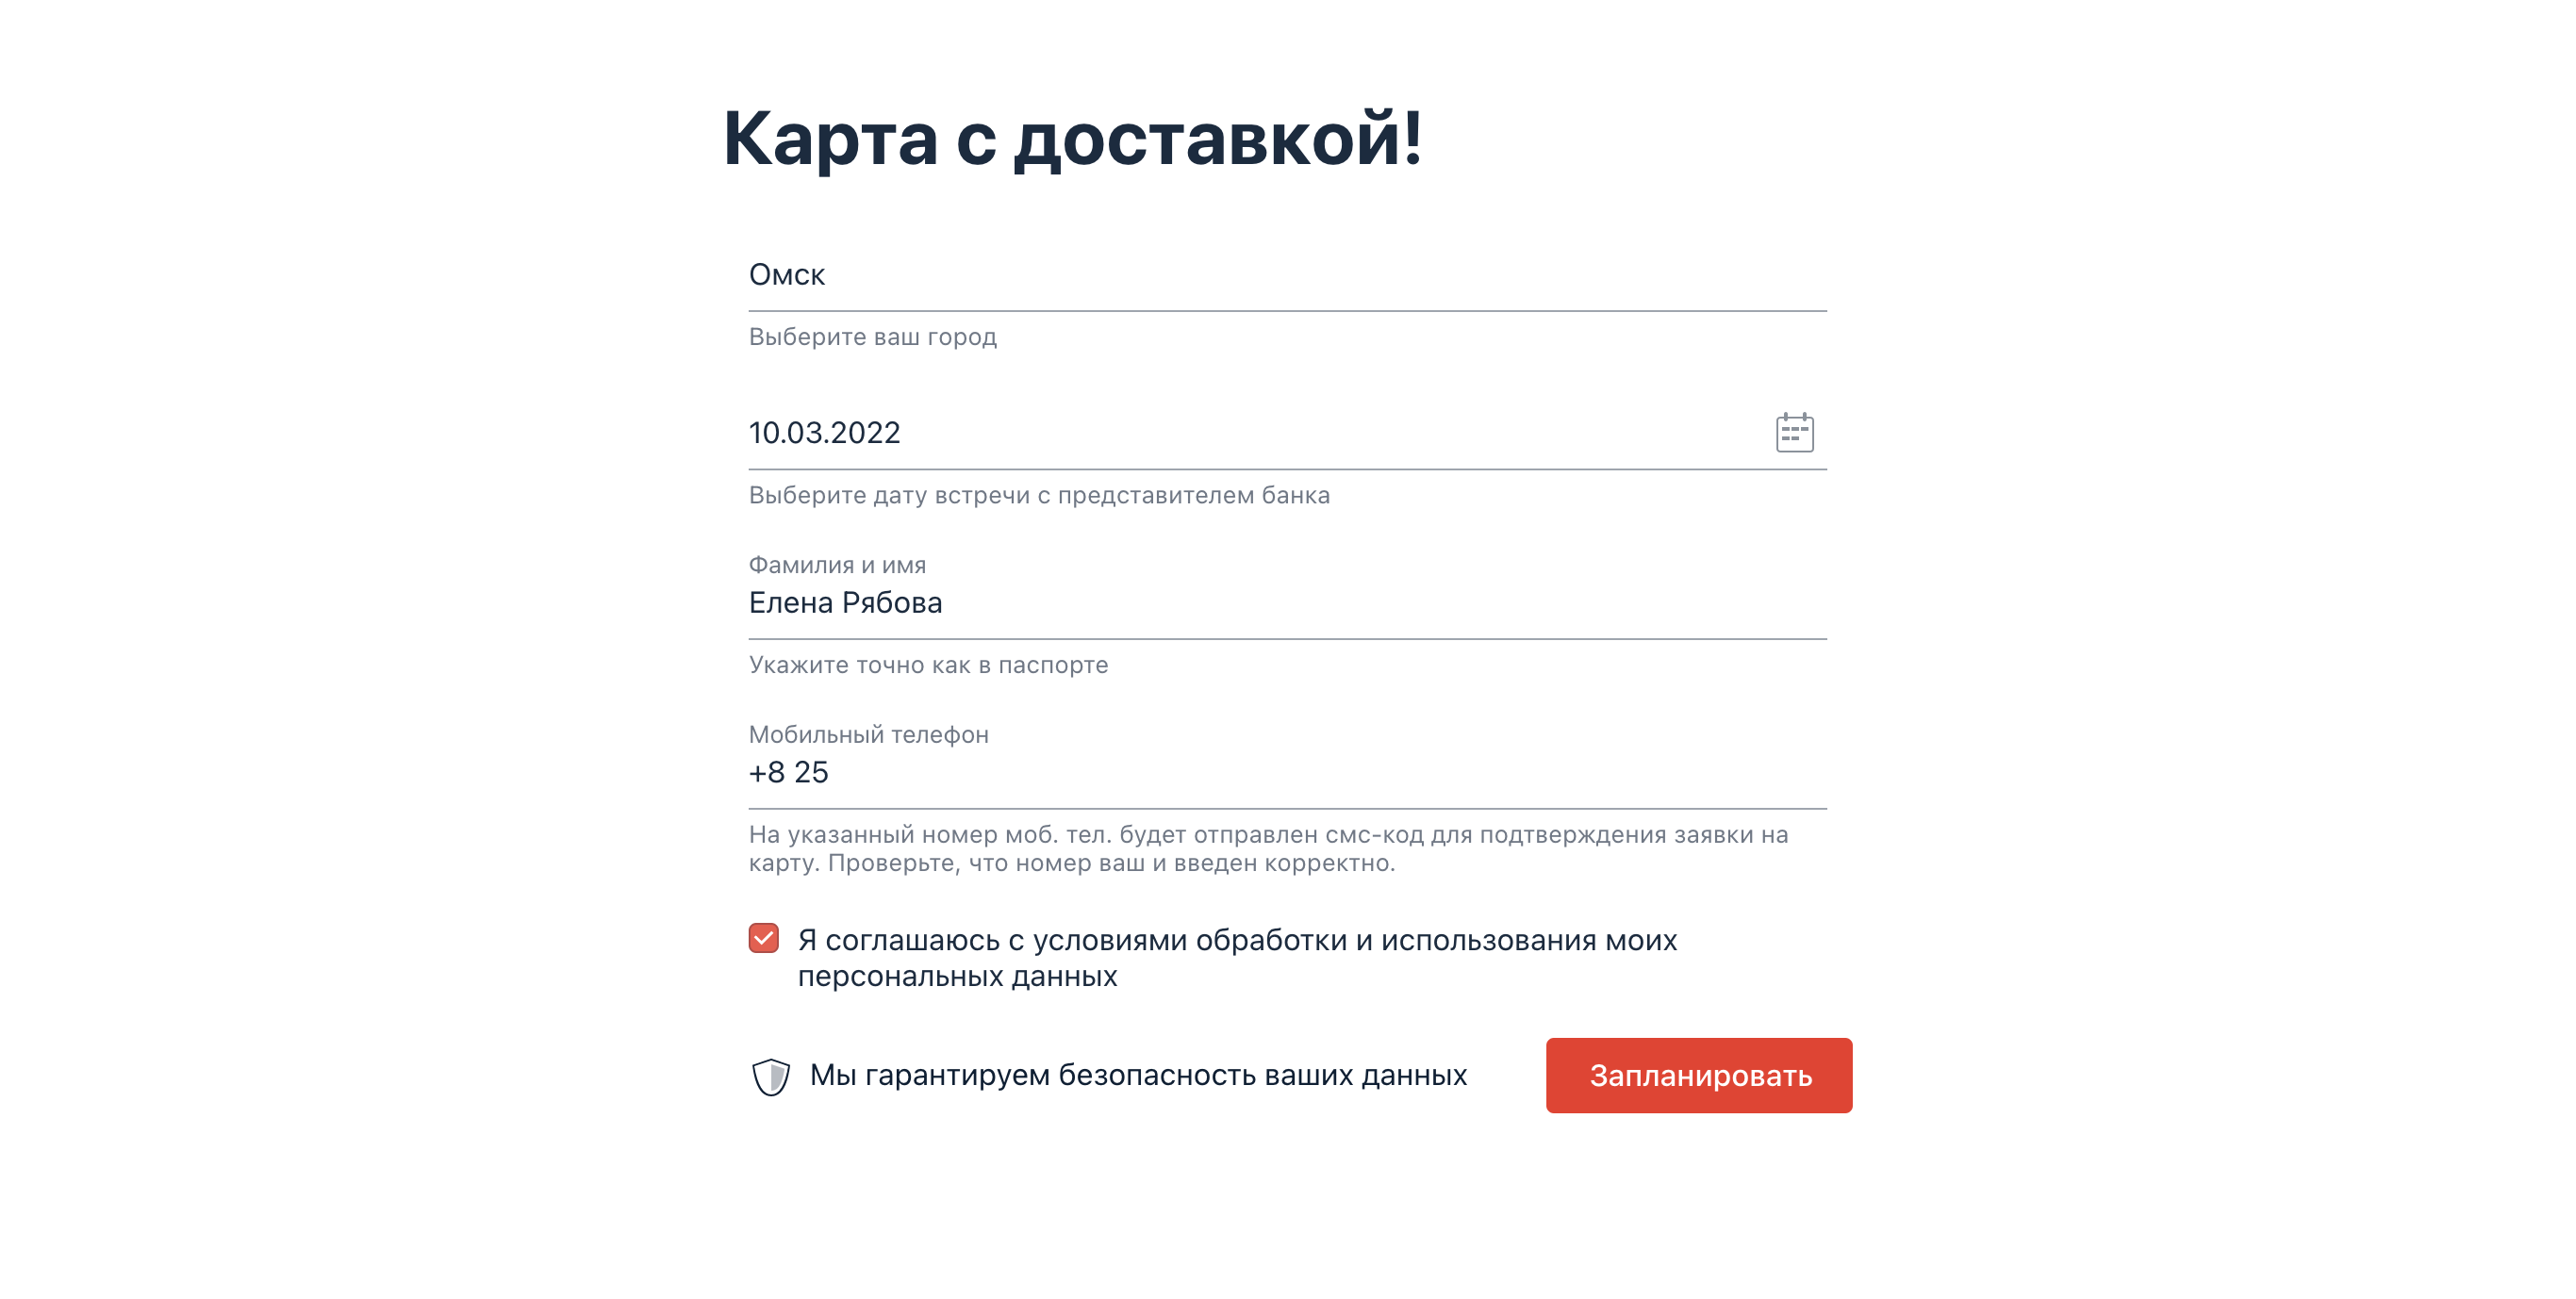 Карта с доставкой!
Омск
Выберите ваш город
10.03.2022
Выберите дату встречи с представителем банка
Фамилия и имя
Елена Рябова
Укажите точно как в паспорте
Мобильный телефон
+8 25
На указанный номер моб. тел. будет отправлен смс-код для подтверждения заявки на
карту. Проверьте, что номер ваш и введен корректно.
Я соглашаюсь с условиями обработки и использования моих
персональных данных
Мы гарантируем безопасность ваших данных
Запланировать